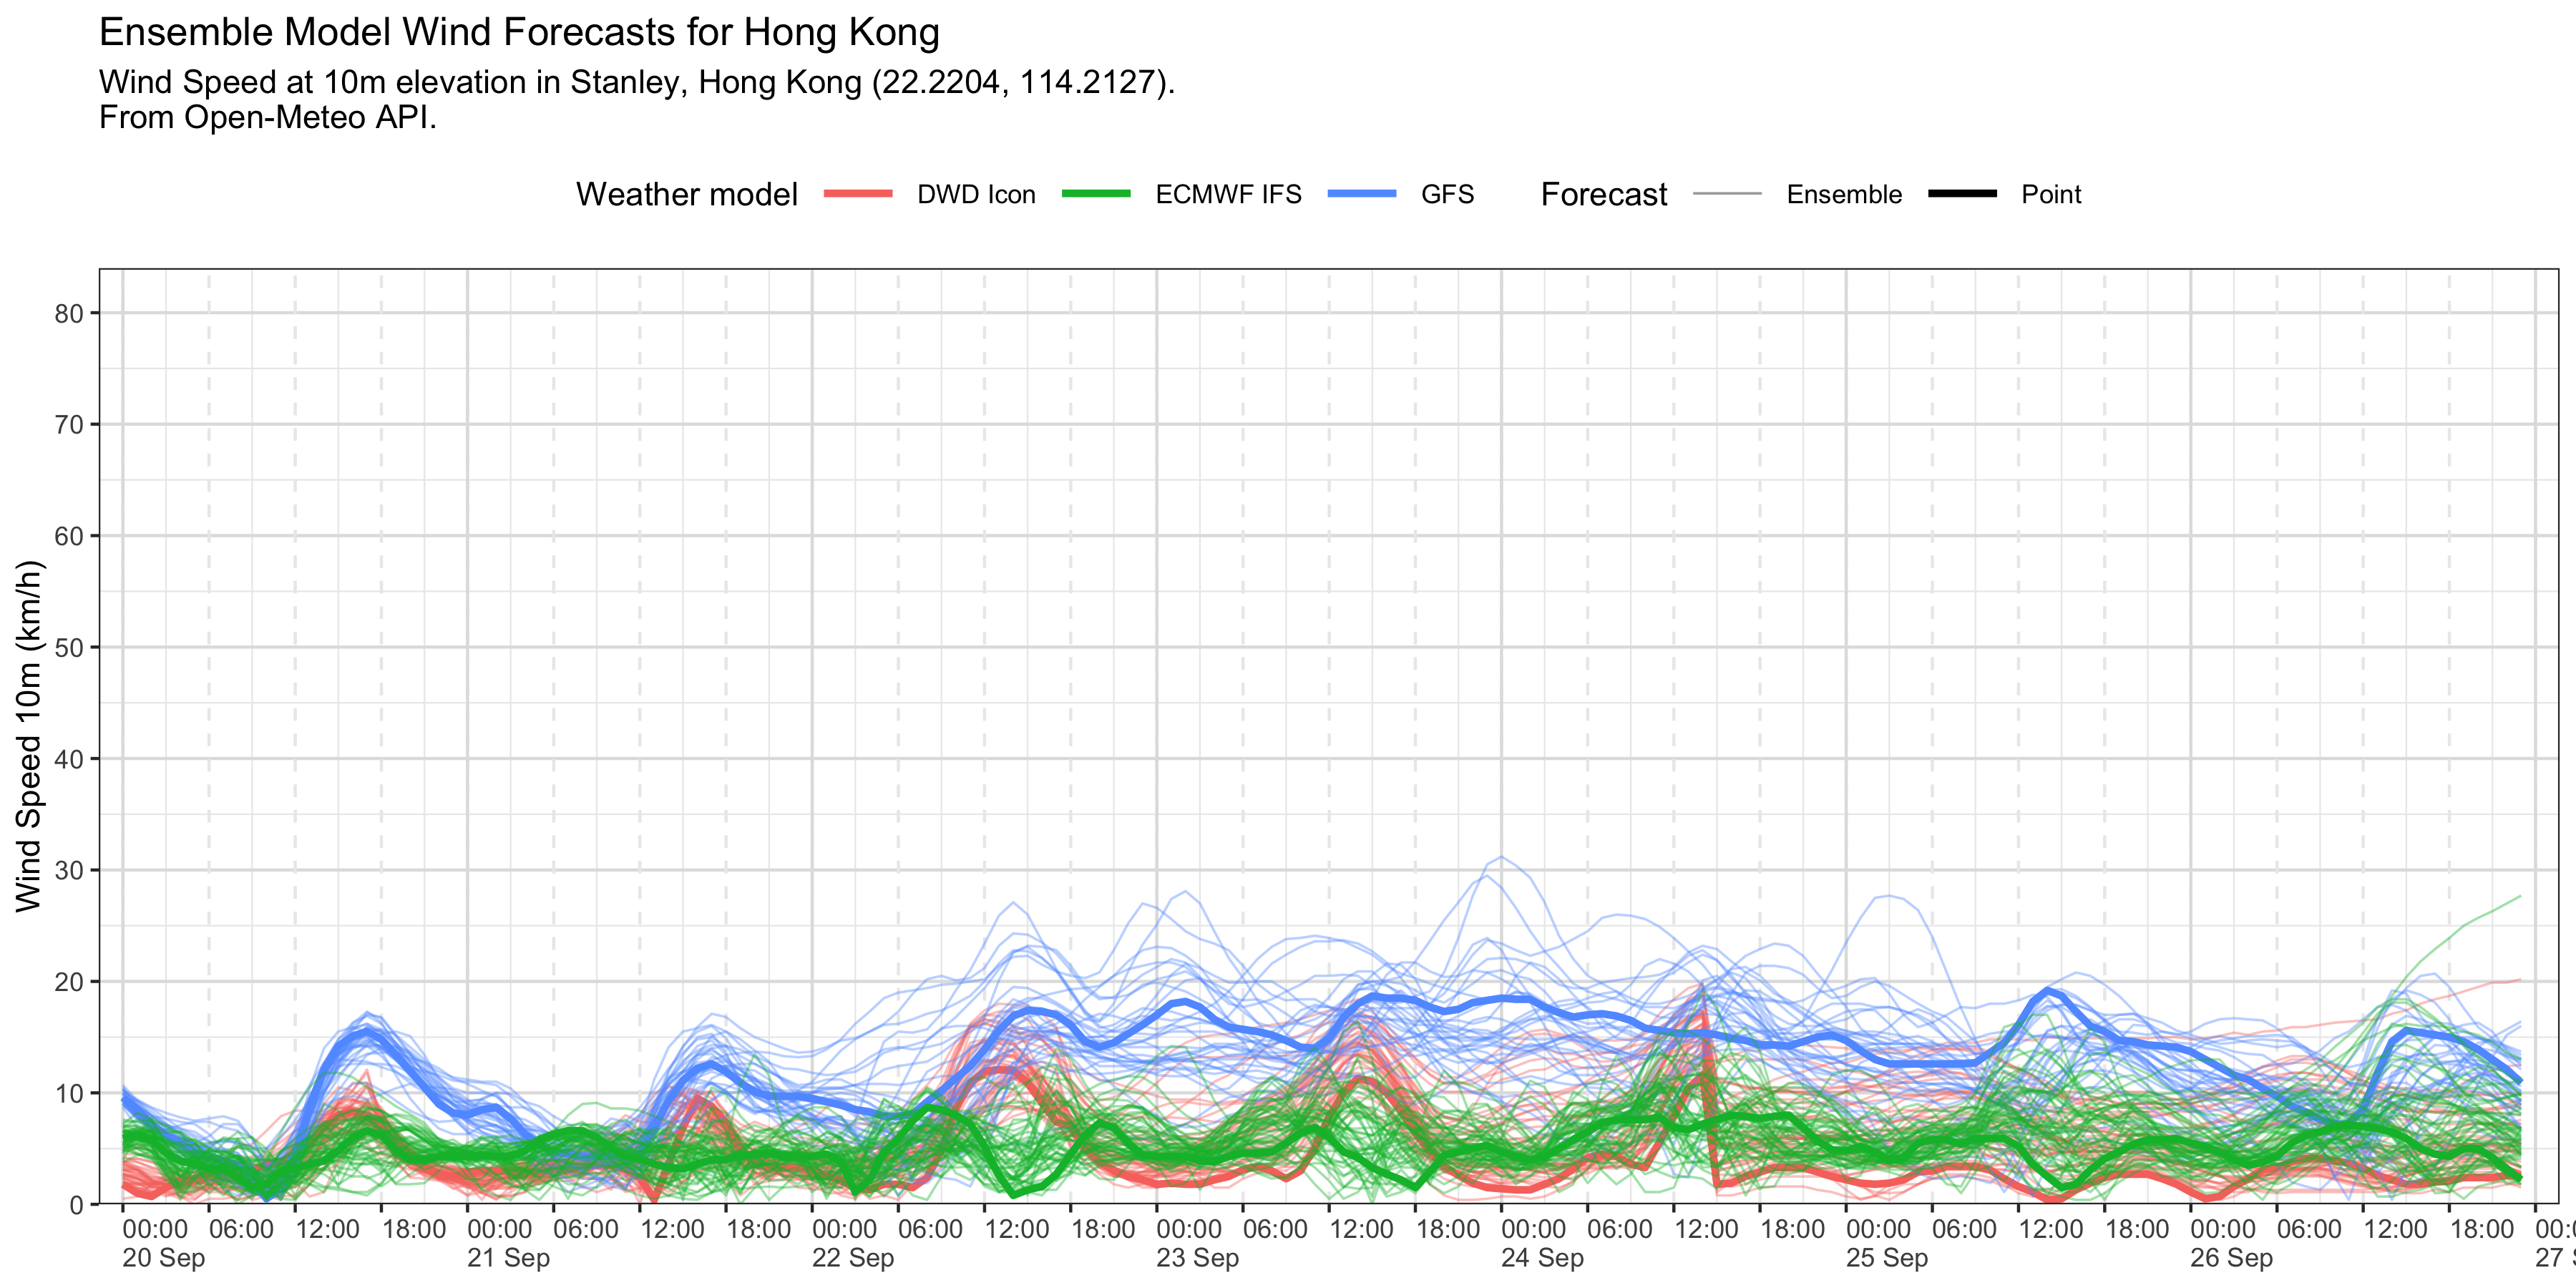 Ensemble Model Wind Forecasts for Hong Kong
Wind Speed at 10m elevation in Stanley, Hong Kong (22.2204, 114.2127).
From Open-Meteo API.
Weather model DWD Icon ECMWF IFS GFS Forecast Ensemble Point
Wind Speed 10m (km/h)
80
70
60
50
40
30
20
10
0
00:00 06:00 12:00 18:00 00:00 06:00 12:00 18:00 00:00 06:00 12:00 18:00 00:00 06:00 12:00 18:00 00:00 06:00 12:00 18:00 00:00 06:00 12:00 18:00 00:00 06:00 12:00 18:00 00:0
20 Sep 21 Sep 22 Sep 23 Sep 24 Sep 25 Sep 26 Sep 27 S